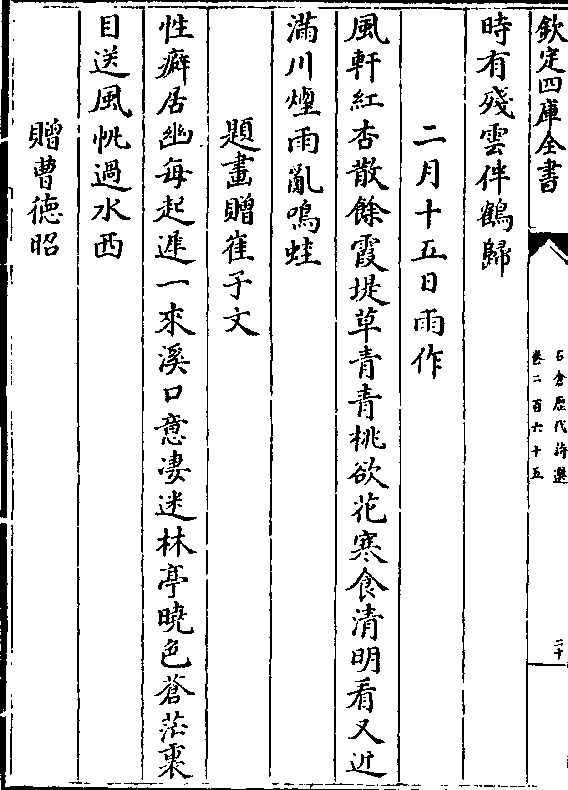 欽定四庫全書
石倉歷代詩選
卷二百六十五
二十
時有殘雲伴鶴歸
二月十五日雨作
風軒紅杏散餘霞堤草青青桃欲花寒食清明看又近
滿川煙雨亂鳴蛙
題畫贈崔子文
性癖居幽每起遲一來溪口意凄迷林亭曉色蒼茫裏
目送風帆過水西
贈曹德昭